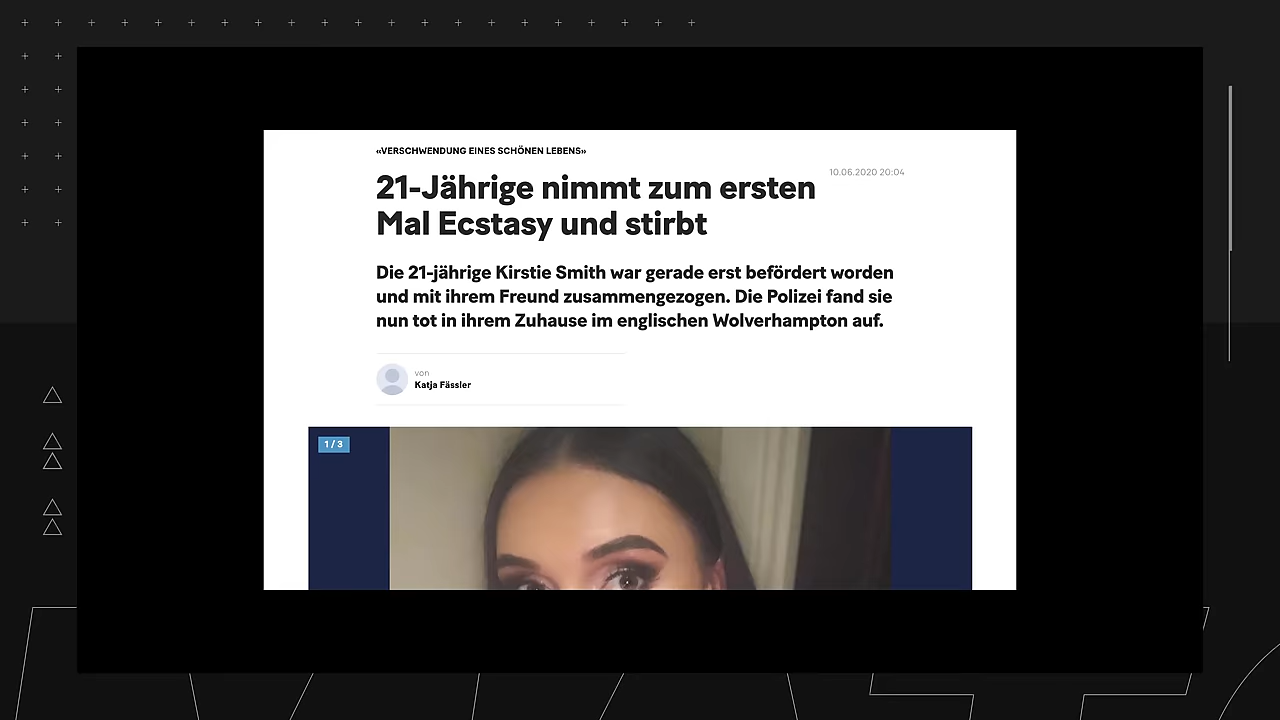 «VERSCHWENDUNG EINES SCHÖNEN LEBENS»
10.06.2020 20:04
21-Jährige nimmt zum ersten
Mal Ecstasy und stirbt
Die 21-jährige Kirstie Smith war gerade erst befördert worden
und mit ihrem Freund zusammengezogen. Die Polizei fand sie
nun tot in ihrem Zuhause im englischen Wolverhampton auf.
von
Katja Fässler
1 / 3